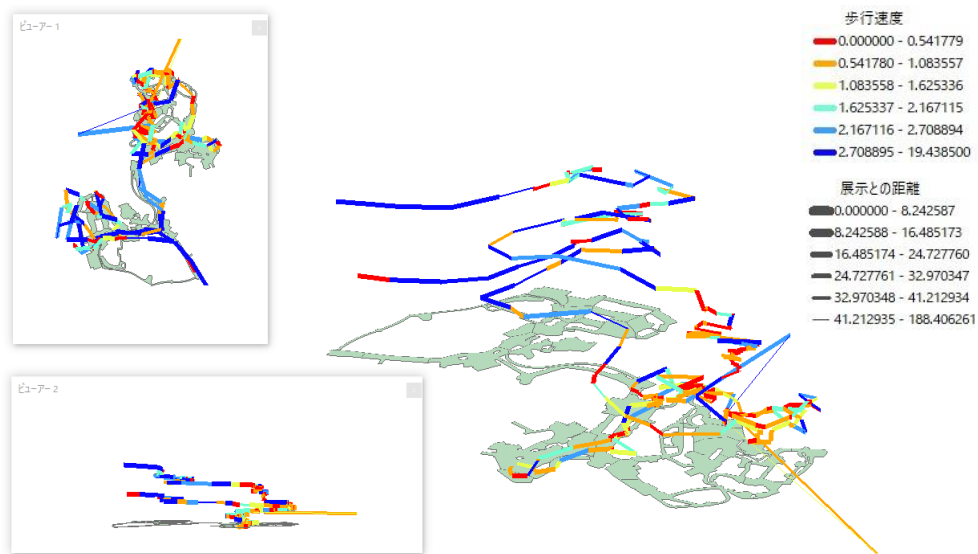 ビューアー 1
歩行速度
0.000000 - 0.541779
0.541780 - 1.083557
1.083558 - 1.625336
1.625337 - 2.167115
2.167116 - 2.708894
2.708895 - 19.438500
展示との距離
0.000000 - 8.242587
8.242588 - 16.485173
16.485174 - 24.727760
24.727761 - 32.970347
32.970348 - 41.212934
41.212935 - 188.406261
ビューアー 2